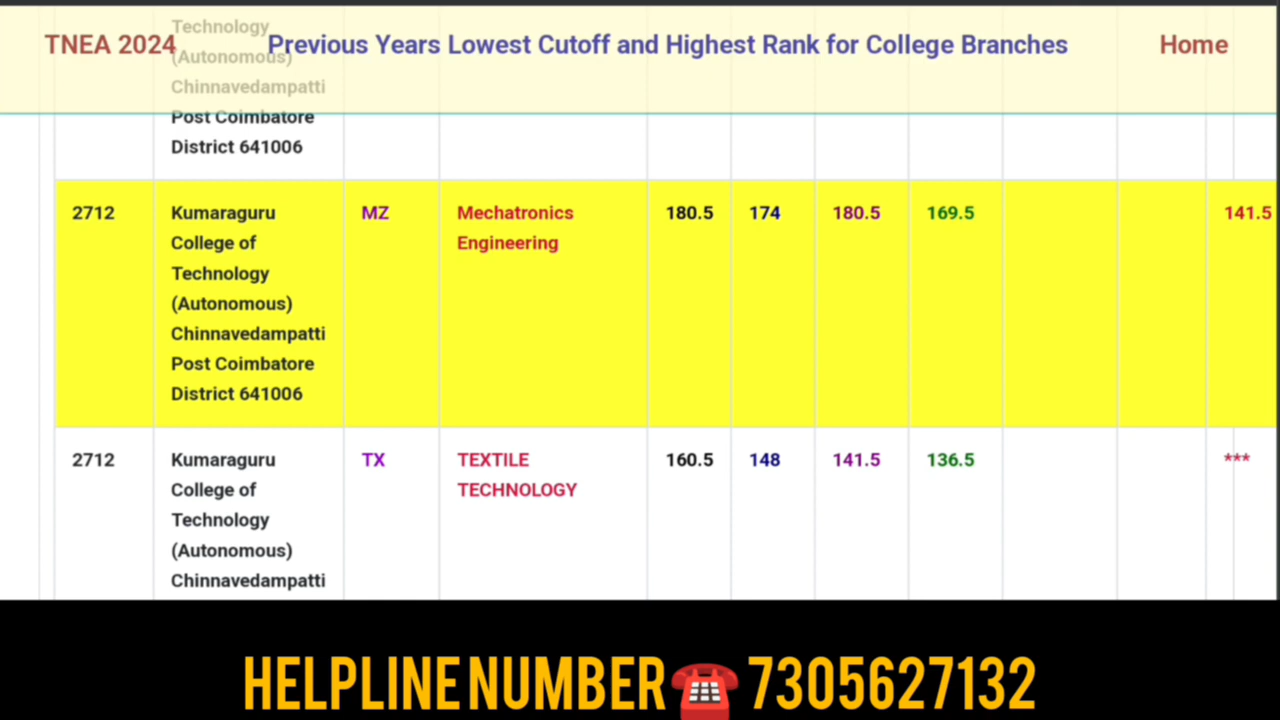 Technology
TNEA 2024 Previous Years Lowest Cutoff and Highest Rank for College Branches Home
(Autonomous)
Chinnavedampatti
Post Coimbatore
District 641006
2712 Kumaraguru MZ Mechatronics 180.5 174 180.5 169.5 141.5
College of Engineering
Technology
(Autonomous)
Chinnavedampatti
Post Coimbatore
District 641006
2712 Kumaraguru TX TEXTILE 160.5 148 141.5 136.5 ***
College of TECHNOLOGY
Technology
(Autonomous)
Chinnavedampatti
HELPLINE NUMBER☎️ 7305627132